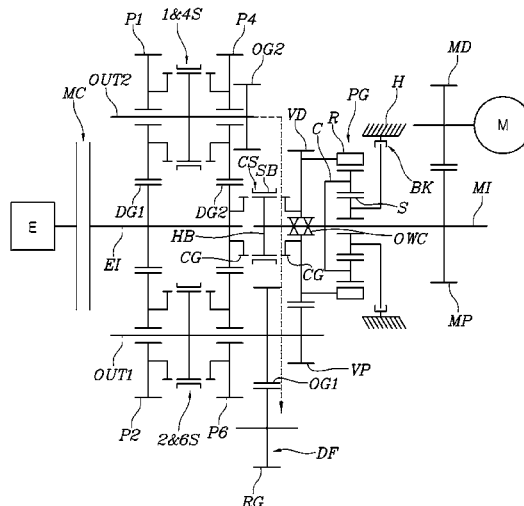 P1
1&4S
P4
OG2
MD
OUT2
MC
VD
PG
H
C
R
M
CS
SB
BK
DG1
DG2
S
E
MI
EI
HB
OWC
CG
CG
MP
OUT1
OG1
VP
P2
2&6S
P6
DF
RG